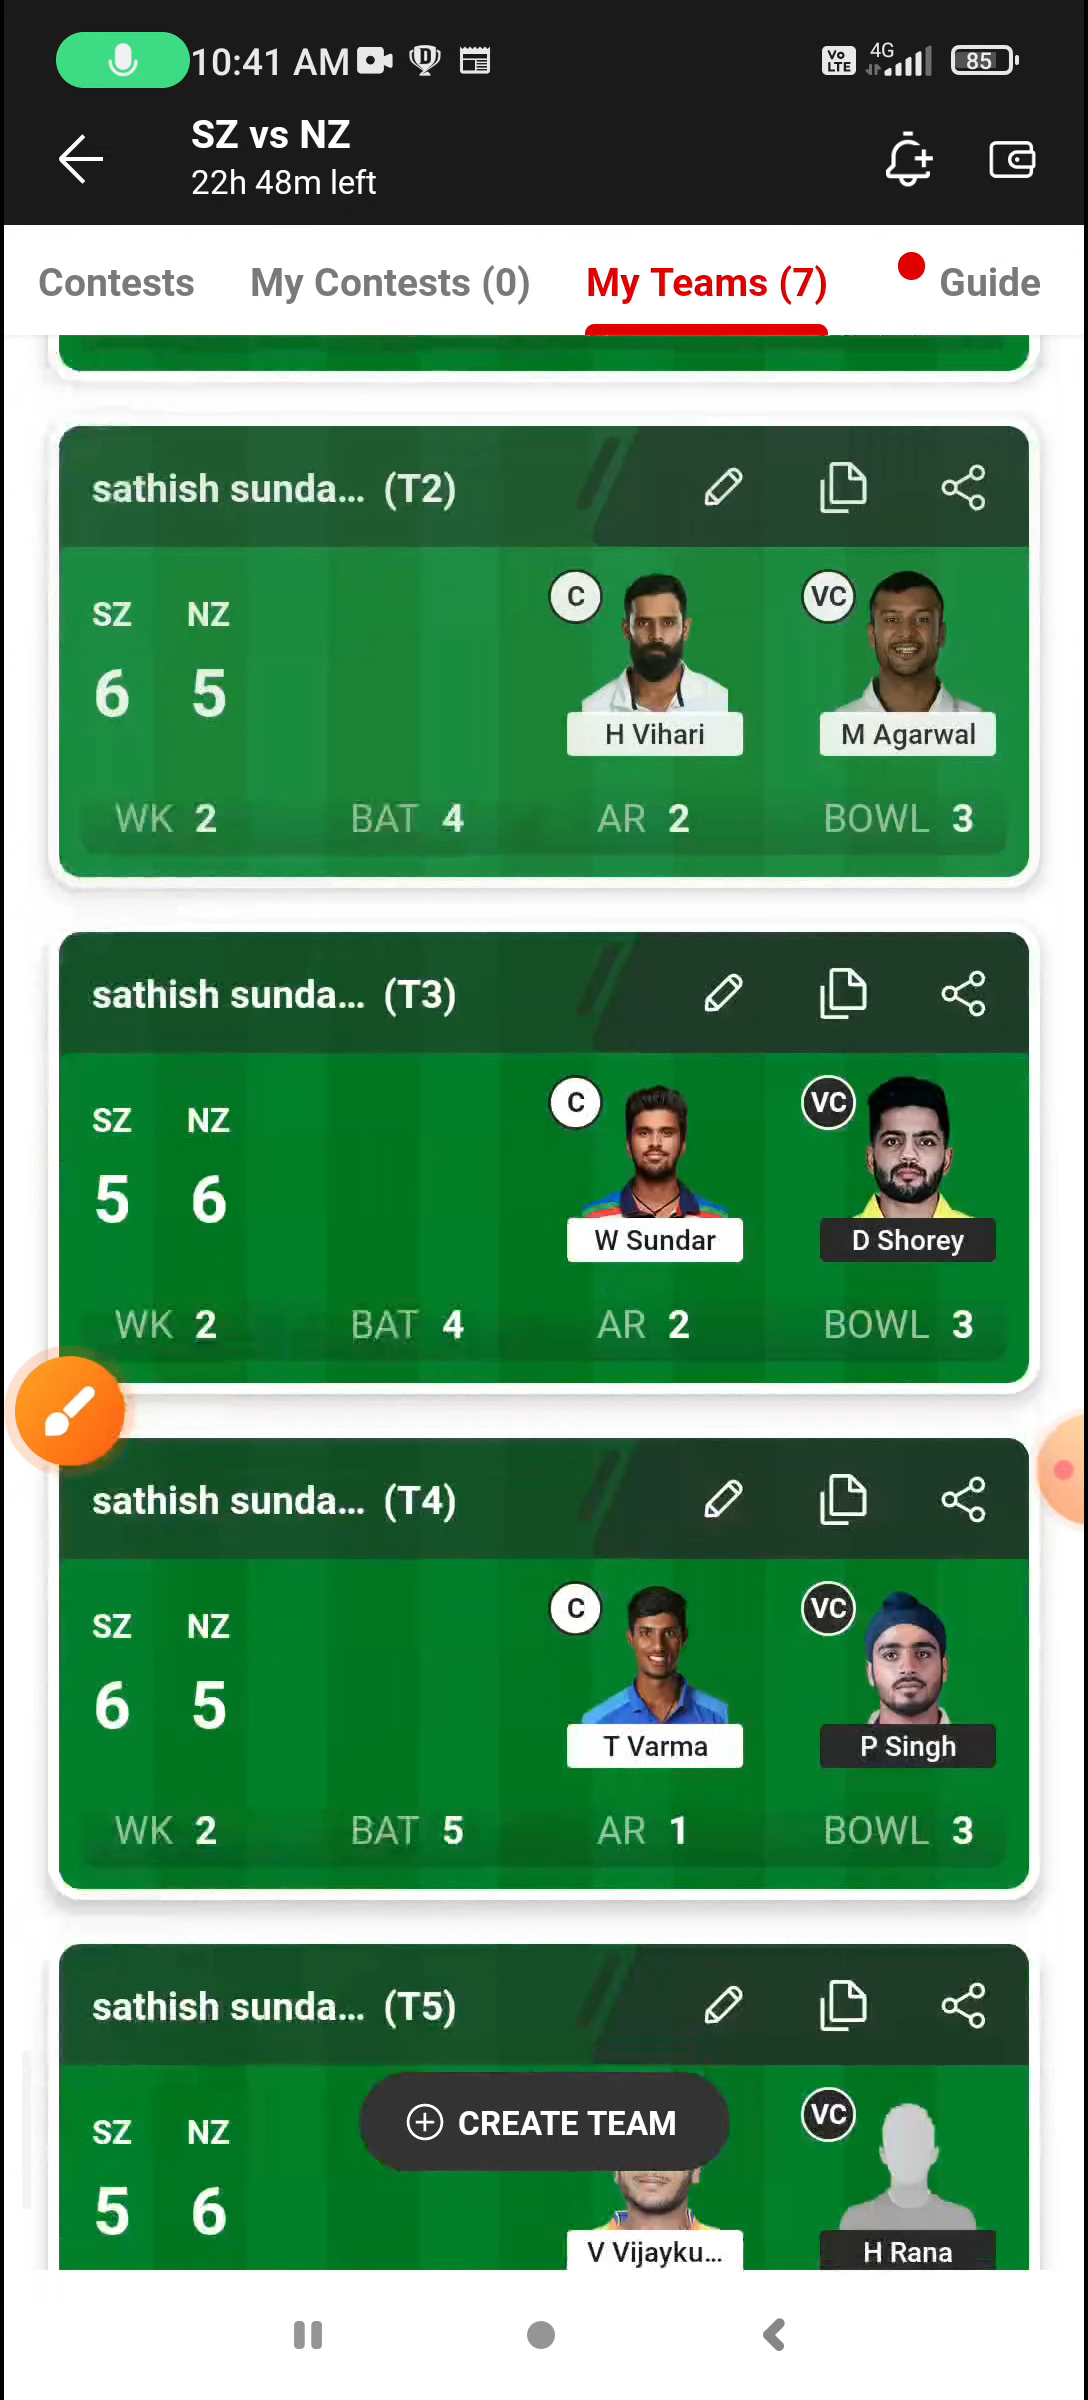 10:41 AM
Vo LTE 4G 85
SZ vs NZ
22h 48m left
Contests My Contests (0) My Teams (7) Guide
sathish sunda... (T2)
SZ NZ
6 5
C VC
H Vihari M Agarwal
WK 2 BAT 4 AR 2 BOWL 3
sathish sunda... (T3)
SZ NZ
5 6
C VC
W Sundar D Shorey
WK 2 BAT 4 AR 2 BOWL 3
sathish sunda... (T4)
SZ NZ
6 5
C VC
T Varma P Singh
WK 2 BAT 5 AR 1 BOWL 3
sathish sunda... (T5)
SZ NZ
5 6
CREATE TEAM
VC
V Vijayku... H Rana